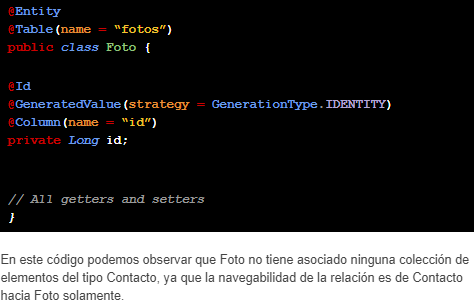 @Entity
@Table(name = “fotos”)
public class Foto {
@Id
@GeneratedValue(strategy = GenerationType.IDENTITY)
@Column(name = “id”)
private Long id;
// All getters and setters
}
En este código podemos observar que Foto no tiene asociado ninguna colección de
elementos del tipo Contacto, ya que la navegabilidad de la relación es de Contacto
hacia Foto solamente.